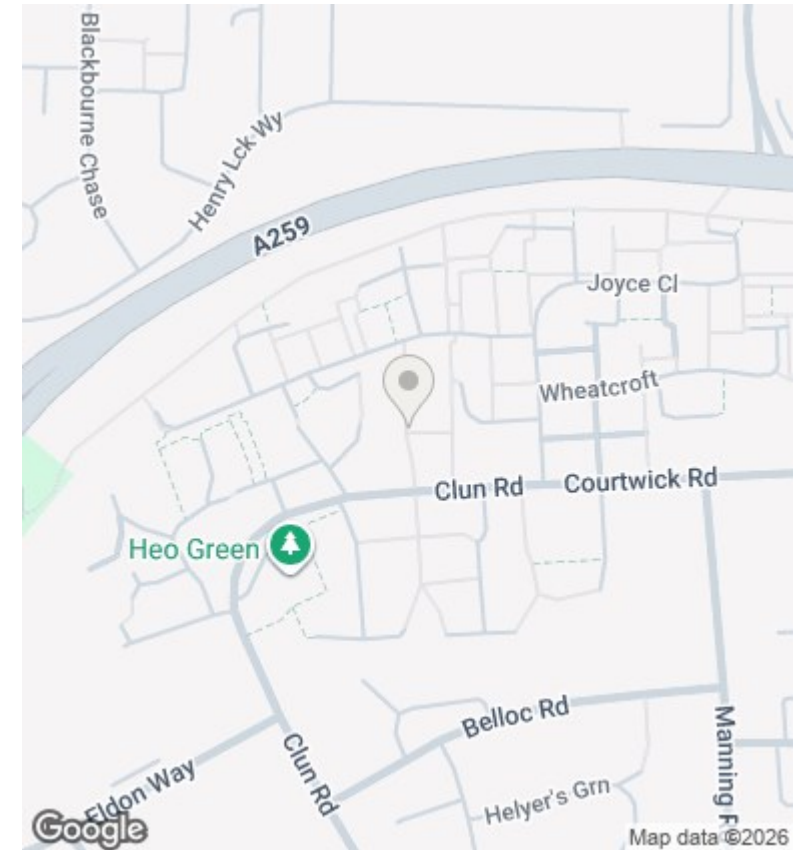 Blackbourne Chase
Henry Lck Wy
A259
Joyce Cl
Wheatcroft
Clun Rd
Courtwick Rd
Heo Green
Belloc Rd
Manning R
Clun Rd
Eldon Way
Helyer's Grn
Google
Map data ©2026